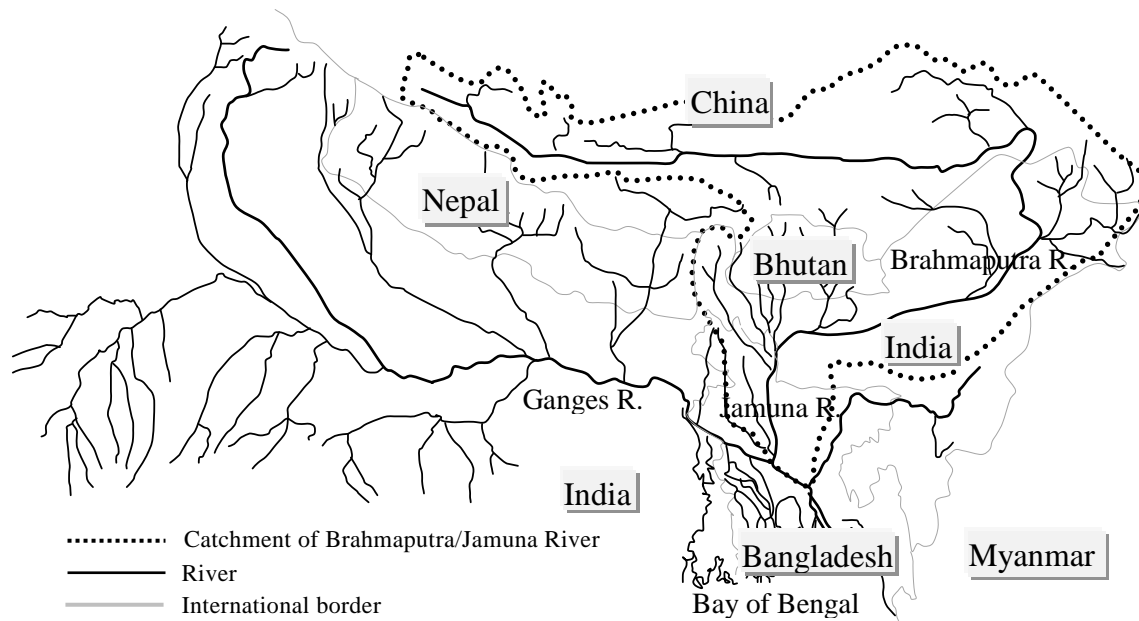 China
Nepal
Bhutan
Brahmaputra R.
India
Ganges R.
Jamuna R.
India
Catchment of Brahmaputra/Jamuna River
River
International border
Bangladesh
Myanmar
Bay of Bengal